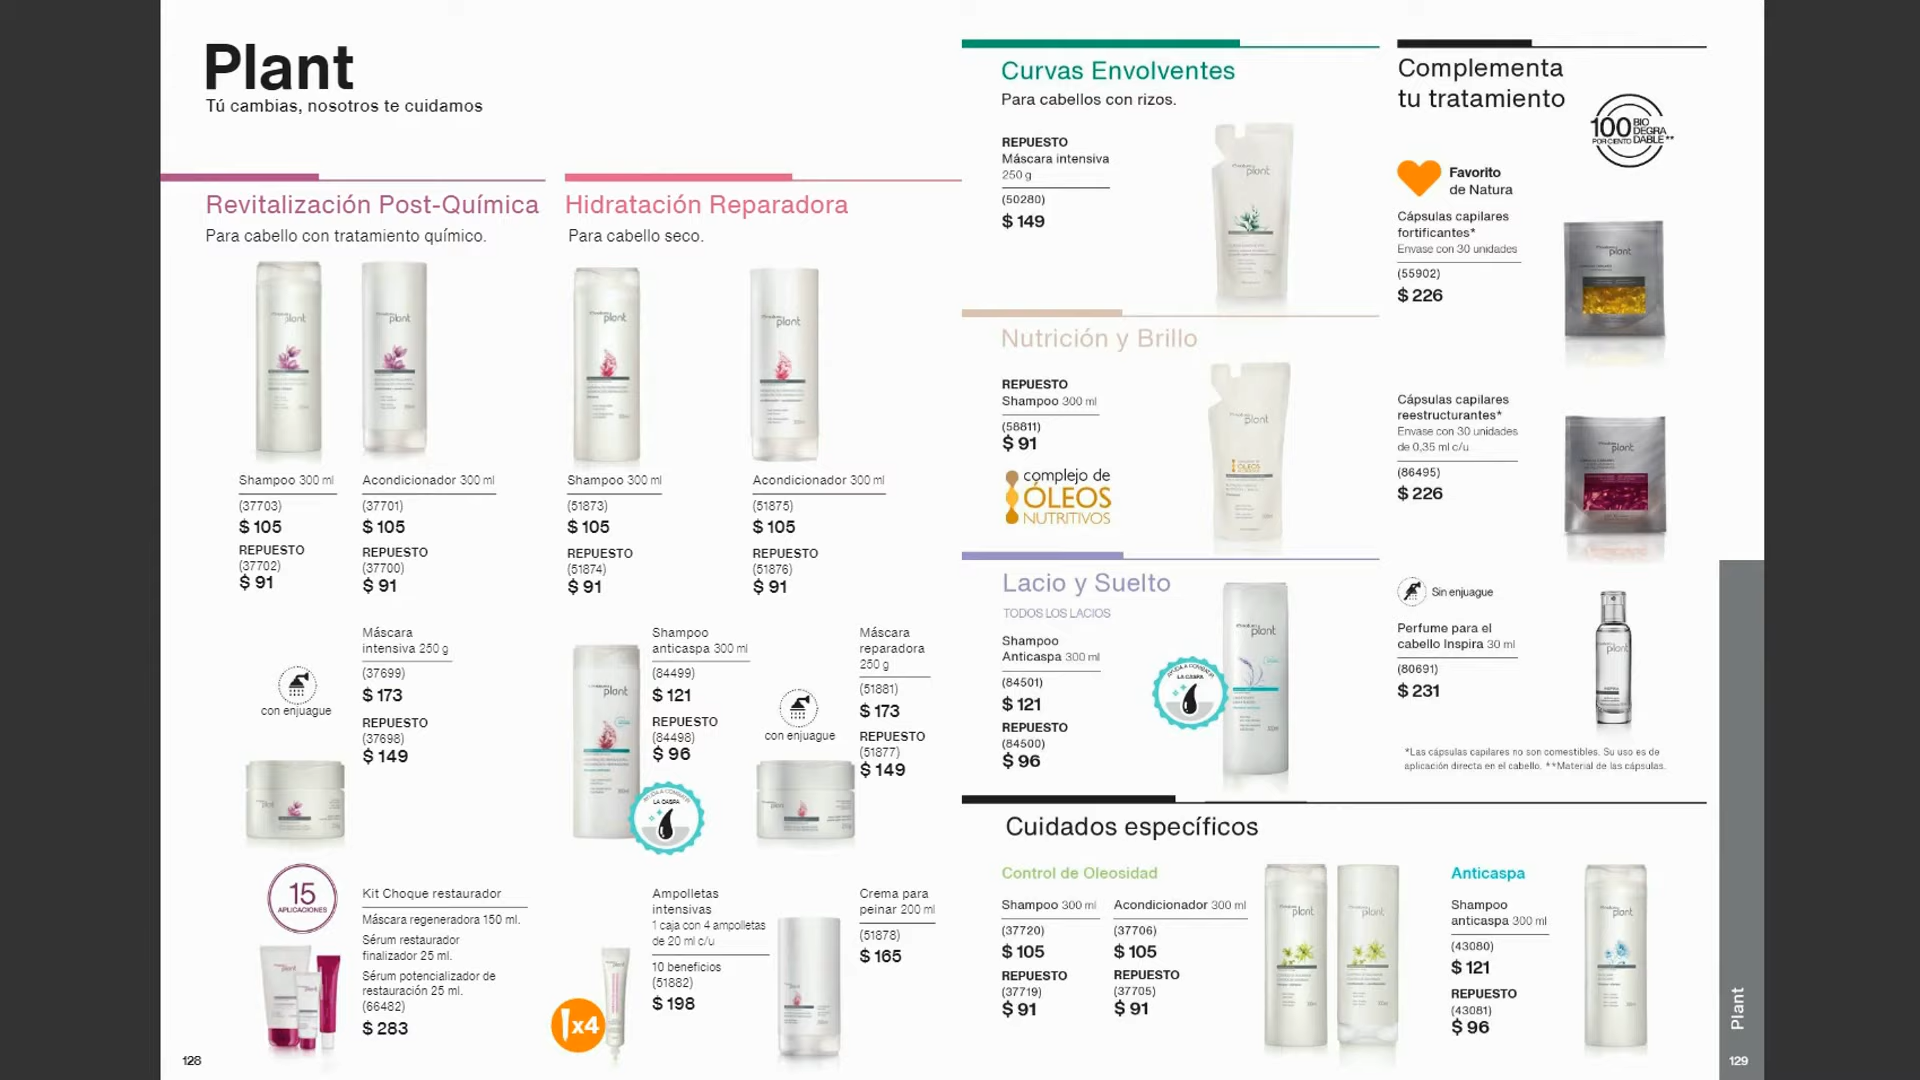 Plant
Tú cambias, nosotros te cuidamos
Revitalización Post-Química
Para cabello con tratamiento químico.
Shampoo 300 ml
(37703)
$ 105
REPUESTO
(37702)
$ 91
Acondicionador 300 ml
(37701)
$ 105
REPUESTO
(37700)
$ 91
con enjuague
Máscara
intensiva 250 g
(37699)
$ 173
REPUESTO
(37698)
$ 149
15
APLICACIONES
Kit Choque restaurador
Máscara regeneradora 150 ml.
Sérum restaurador
finalizador 25 ml.
Sérum potencializador de
restauración 25 ml.
(66482)
$ 283
128
Hidratación Reparadora
Para cabello seco.
Shampoo 300 ml
(51873)
$ 105
REPUESTO
(51874)
$ 91
Acondicionador 300 ml
(51875)
$ 105
REPUESTO
(51876)
$ 91
Shampoo
anticaspa 300 ml
(84499)
$ 121
REPUESTO
(84498)
$ 96
AYUDA A COMBATIR
LA CASPA
con enjuague
Máscara
reparadora
250 g
(51881)
$ 173
REPUESTO
(51877)
$ 149
x4
Ampolletas
intensivas
1 caja con 4 ampolletas
de 20 ml c/u
10 beneficios
(51882)
$ 198
Crema para
peinar 200 ml
(51878)
$ 165
Curvas Envolventes
Para cabellos con rizos.
REPUESTO
Máscara intensiva
250 g
(50280)
$ 149
Nutrición y Brillo
REPUESTO
Shampoo 300 ml
(58811)
$ 91
complejo de
ÓLEOS
NUTRITIVOS
Lacio y Suelto
TODOS LOS LACIOS
Shampoo
Anticaspa 300 ml
(84501)
$ 121
REPUESTO
(84500)
$ 96
AYUDA A COMBATIR
LA CASPA
Complementa
tu tratamiento
100 BIO
DEGRA
POR CIENTO DABLE**
Favorito
de Natura
Cápsulas capilares
fortificantes*
Envase con 30 unidades
(55902)
$ 226
Cápsulas capilares
reestructurantes*
Envase con 30 unidades
de 0,35 ml c/u
(86495)
$ 226
Sin enjuague
Perfume para el
cabello Inspira 30 ml
(80691)
$ 231
*Las cápsulas capilares no son comestibles. Su uso es de
aplicación directa en el cabello. **Material de las cápsulas.
Cuidados específicos
Control de Oleosidad
Shampoo 300 ml
(37720)
$ 105
REPUESTO
(37719)
$ 91
Acondicionador 300 ml
(37706)
$ 105
REPUESTO
(37705)
$ 91
Anticaspa
Shampoo
anticaspa 300 ml
(43080)
$ 121
REPUESTO
(43081)
$ 96
Plant
129